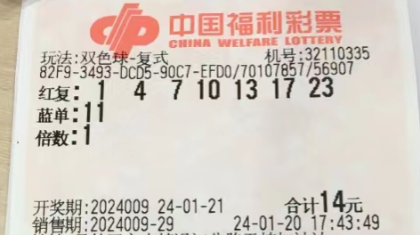 中国福利彩票
CHINA WELFARE LOTTERY
玩法:双色球-复式 机号:32110335
82F9-3493-DCD5-90C7-EFD0/70107857/56907
红复: 1 4 7 10 13 17 23
蓝单:11
倍数:1
开奖期:2024009 24-01-21 合计14元
销售期:2024009-29 24-01-20 17:43:49